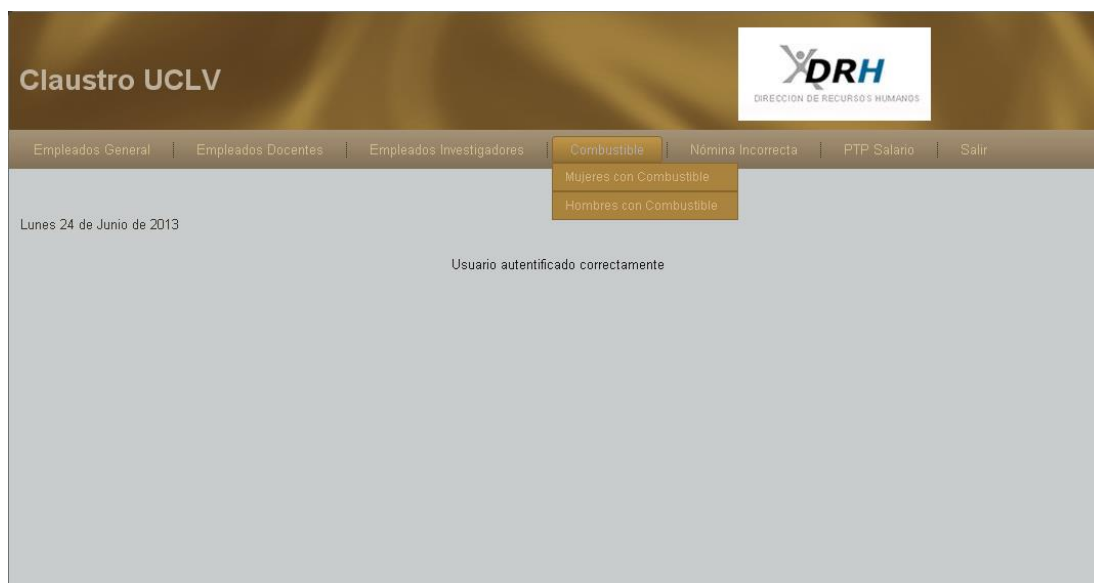 Claustro UCLV
DRH
DIRECCION DE RECURSOS HUMANOS
Empleados General | Empleados Docentes | Empleados Investigadores | Combustible | Nómina Incorrecta | PTP Salario | Salir
Mujeres con Combustible
Hombres con Combustible
Lunes 24 de Junio de 2013
Usuario autentificado correctamente